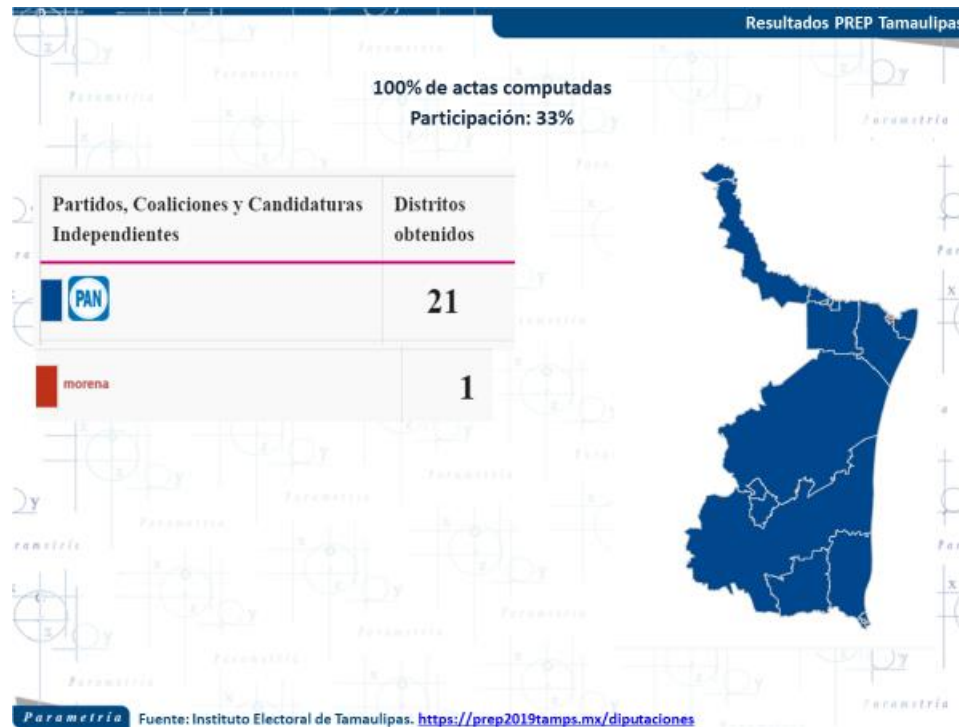 Resultados PREP Tamaulipas
100% de actas computadas
Participación: 33%
Partidos, Coaliciones y Candidaturas
Independientes
Distritos
obtenidos
PAN
21
morena
1
Parametría
Fuente: Instituto Electoral de Tamaulipas. https://prep2019tamps.mx/diputaciones